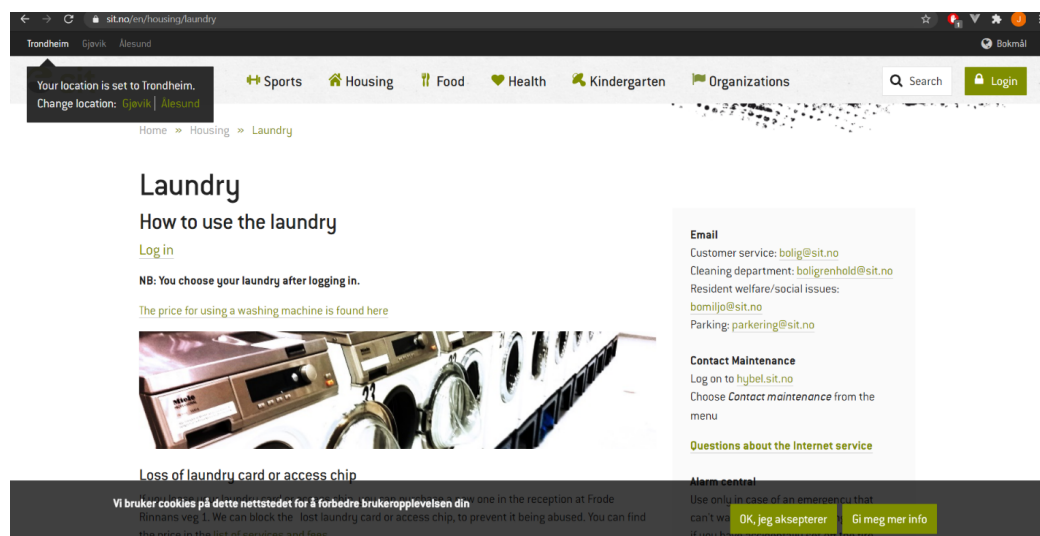 sit.no/en/housing/laundry
1
J
Trondheim Gjøvik Ålesund
Bokmål
Your location is set to Trondheim.
Change location: Gjøvik | Ålesund
Sports Housing Food Health Kindergarten Organizations
Search Login
Home » Housing » Laundry
Laundry
How to use the laundry
Log in
NB: You choose your laundry after logging in.
The price for using a washing machine is found here
Miele
Loss of laundry card or access chip
one in the reception at Frode
Rinnans veg 1. We can block the lost laundry card or access chip, to prevent it being abused. You can find
the price in the list of services and fees
Email
Customer service: bolig@sit.no
Cleaning department: boligrenhold@sit.no
Resident welfare/social issues:
bomiljo@sit.no
Parking: parkering@sit.no
Contact Maintenance
Log on to hybel.sit.no
Choose Contact maintenance from the
menu
Questions about the Internet service
Alarm central
Use only in case of an emergency that
can't
Vi bruker cookies på dette nettstedet for å forbedre brukeropplevelsen din
OK, jeg aksepterer
Gi meg mer info